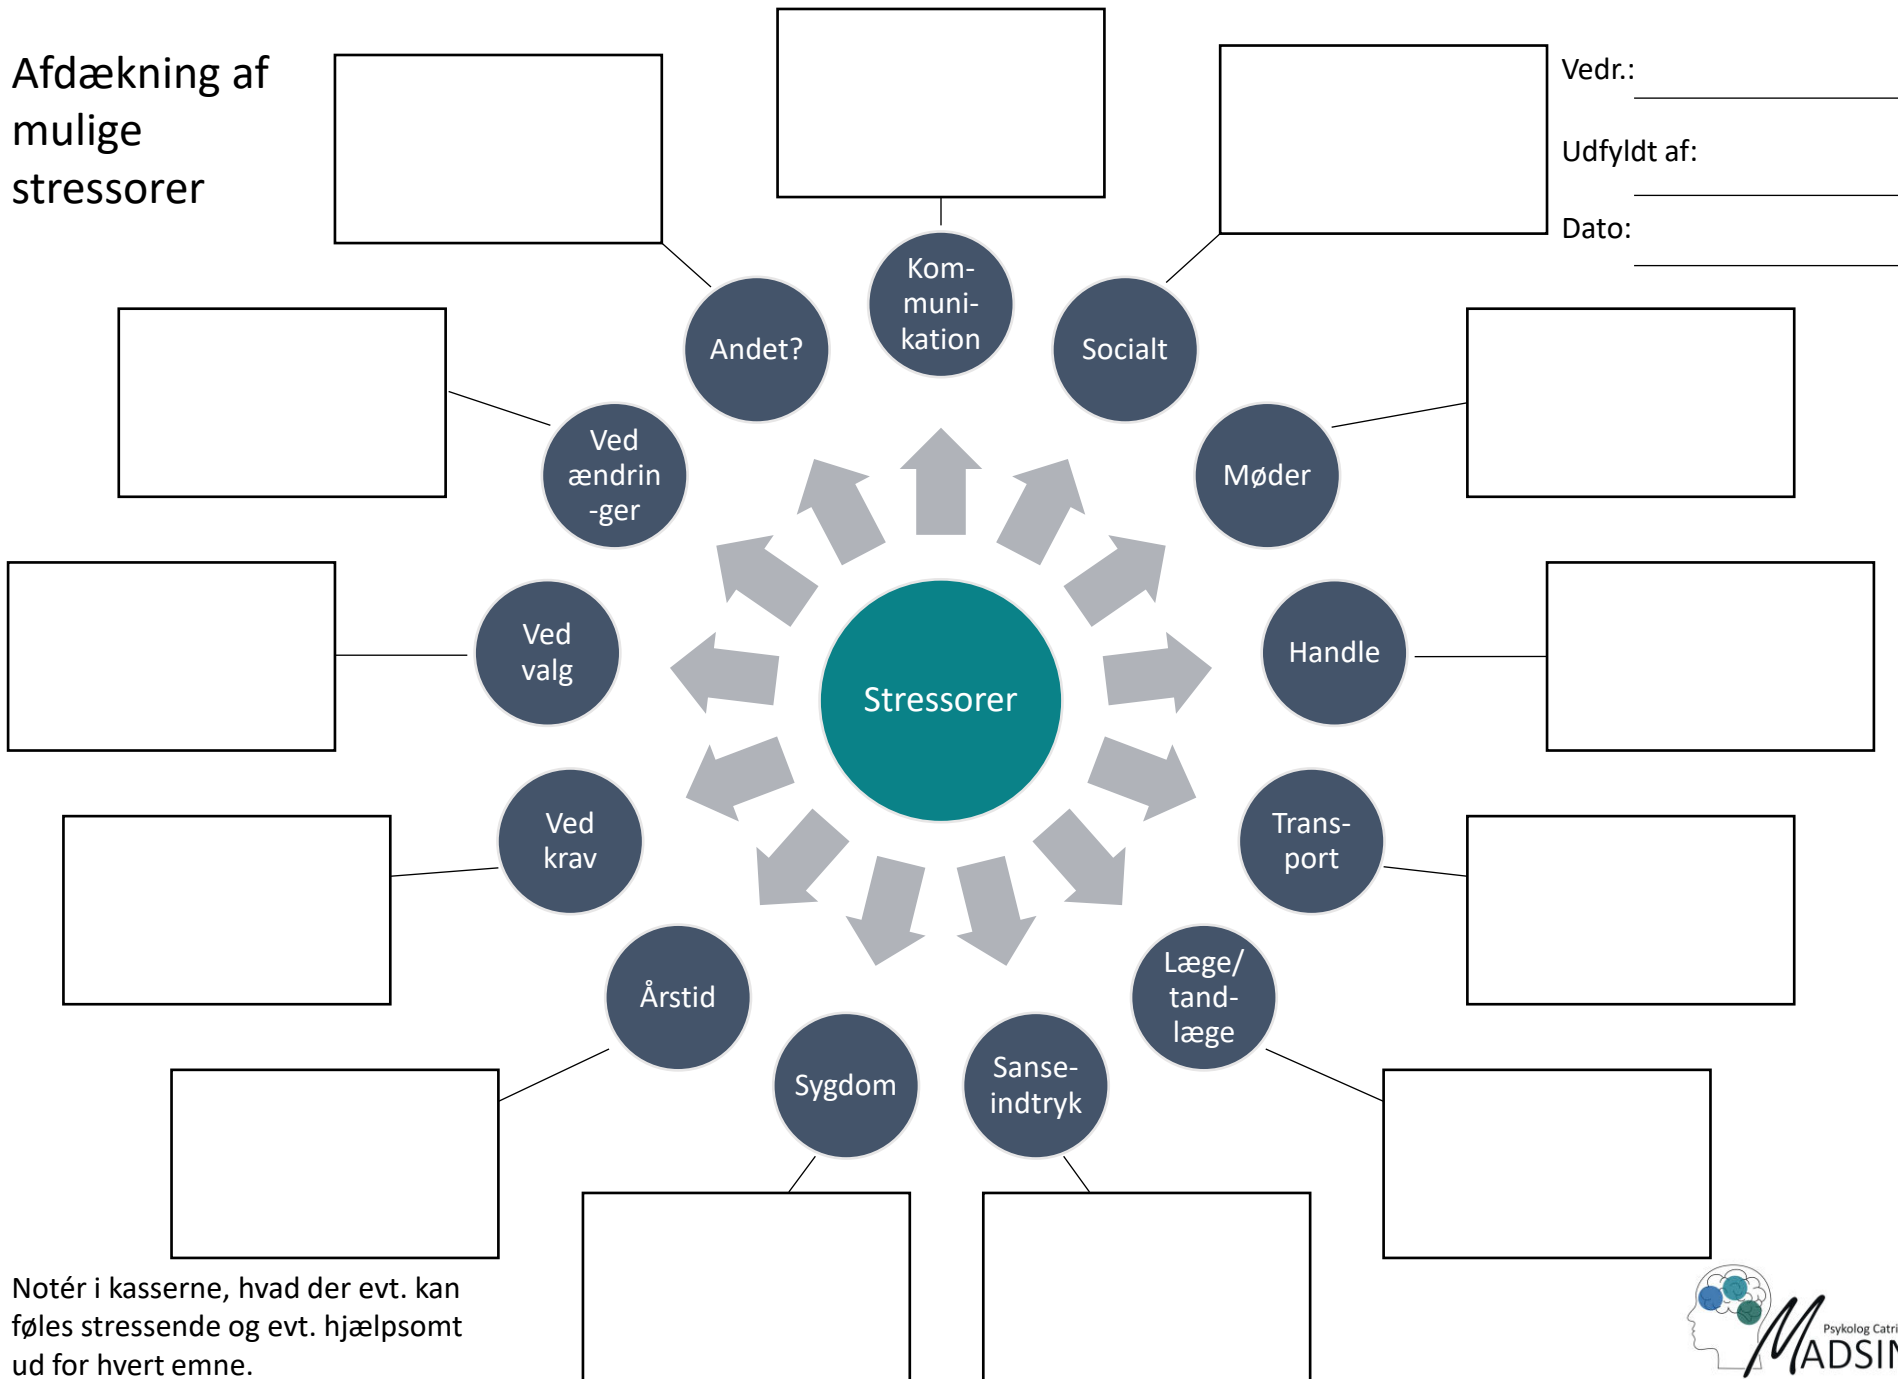 Afdækning af
mulige
stressorer
Vedr.:
Udfyldt af:
Dato:
Kom-
muni-
kation
Socialt
Møder
Handle
Trans-
port
Læge/
tand-
læge
Sanse-
indtryk
Sygdom
Årstid
Ved
krav
Ved
valg
Ved
ændrin
-ger
Andet?
Stressorer
Notér i kasserne, hvad der evt. kan
føles stressende og evt. hjælpsomt
ud for hvert emne.
Psykolog Catri
MADSIN